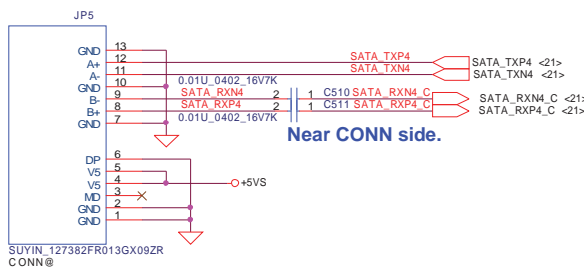 JP5
GND 13
A+ 12 SATA_TXP4 SATA_TXP4 <21>
A- 11 SATA_TXN4 SATA_TXN4 <21>
GND 10 0.01U_0402_16V7K
B- 9 SATA_RXN4 2 1 C510 SATA_RXN4_C SATA_RXN4_C <21>
B+ 8 SATA_RXP4 2 1 C511 SATA_RXP4_C SATA_RXP4_C <21>
GND 7 0.01U_0402_16V7K
Near CONN side.
DP 6
V5 5
V5 4 +5VS
MD 3
GND 2
GND 1
SUYIN_127382FR013GX09ZR
CONN@